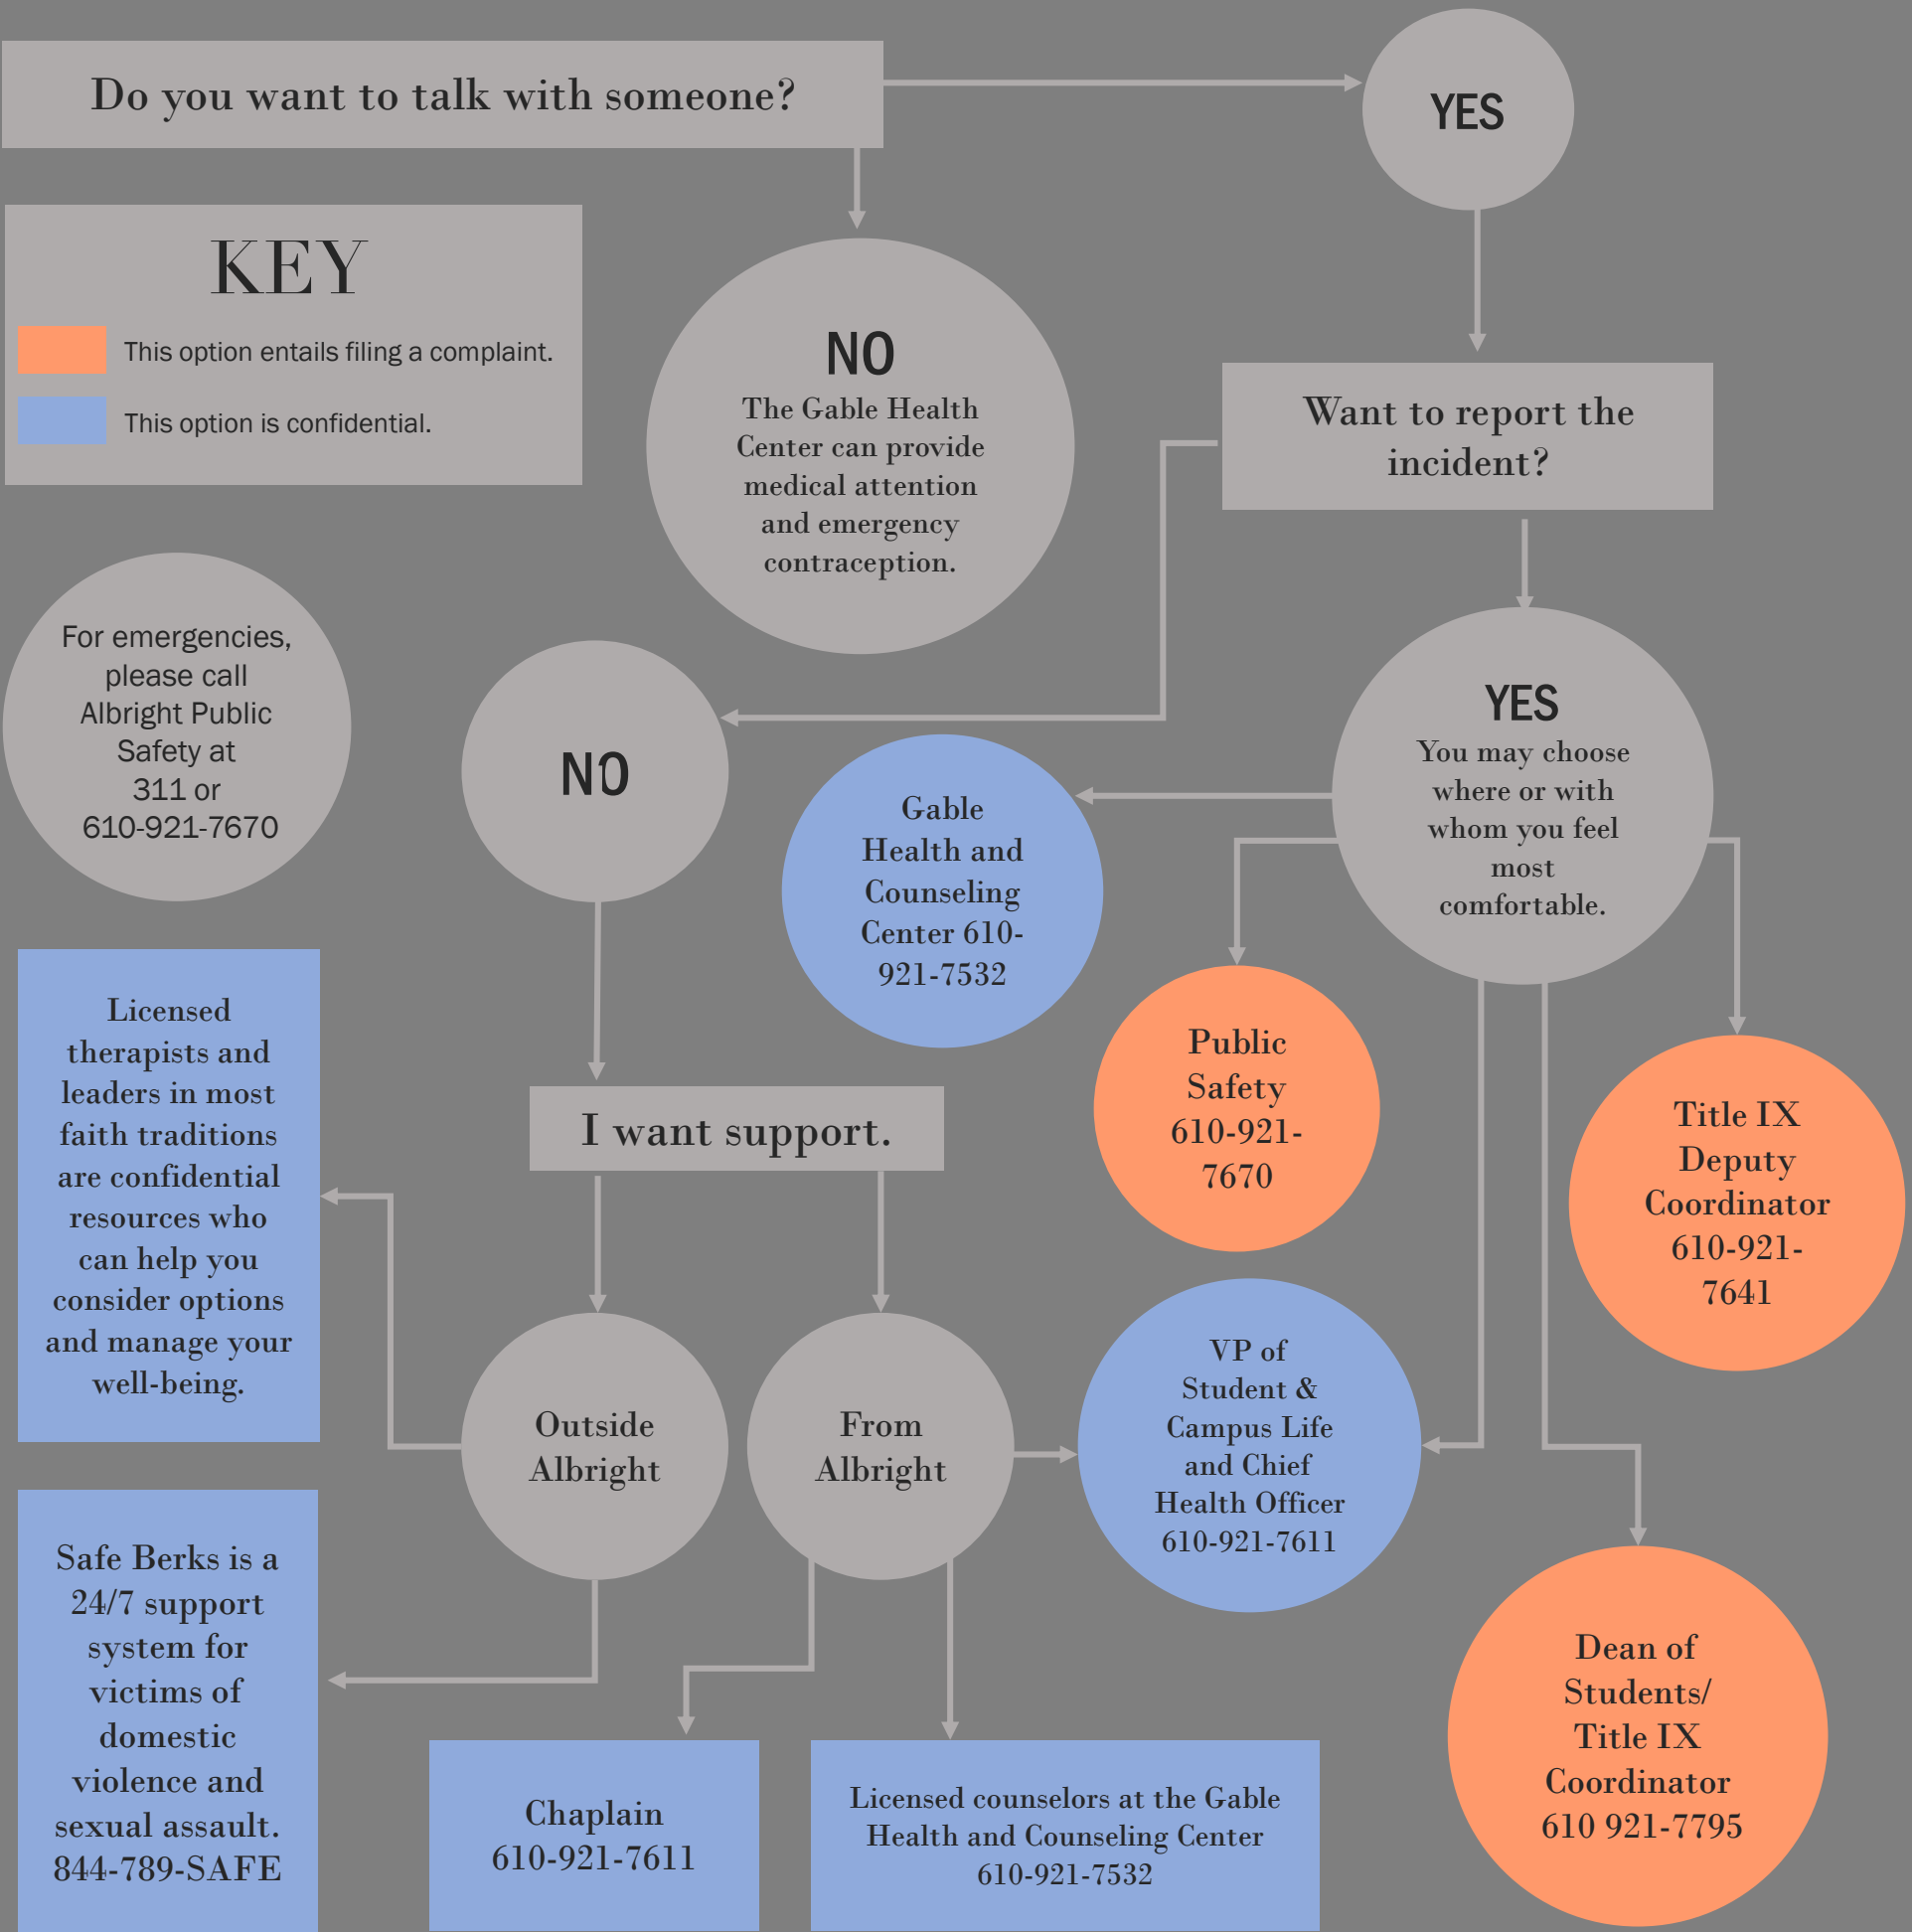 Do you want to talk with someone?
YES
KEY
This option entails filing a complaint.
This option is confidential.
NO
The Gable Health
Center can provide
medical attention
and emergency
contraception.
Want to report the
incident?
For emergencies,
please call
Albright Public
Safety at
311 or
610-921-7670
NO
YES
You may choose
where or with
whom you feel
most
comfortable.
Gable
Health and
Counseling
Center 610-
921-7532
Public
Safety
610-921-
7670
Title IX
Deputy
Coordinator
610-921-
7641
Licensed
therapists and
leaders in most
faith traditions
are confidential
resources who
can help you
consider options
and manage your
well-being.
I want support.
Outside
Albright
From
Albright
VP of
Student &
Campus Life
and Chief
Health Officer
610-921-7611
Safe Berks is a
24/7 support
system for
victims of
domestic
violence and
sexual assault.
844-789-SAFE
Chaplain
610-921-7611
Licensed counselors at the Gable
Health and Counseling Center
610-921-7532
Dean of
Students/
Title IX
Coordinator
610 921-7795